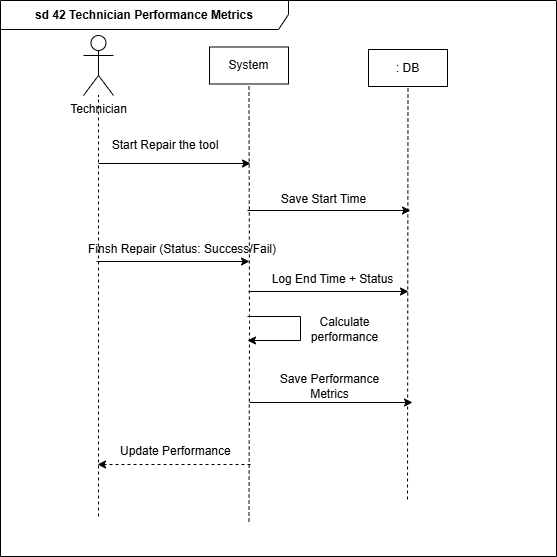 sd 42 Technician Performance Metrics
System
: DB
Technician
Start Repair the tool
Save Start Time
Finsh Repair (Status: Success/Fail)
Log End Time + Status
Calculate
performance
Save Performance
Metrics
Update Performance